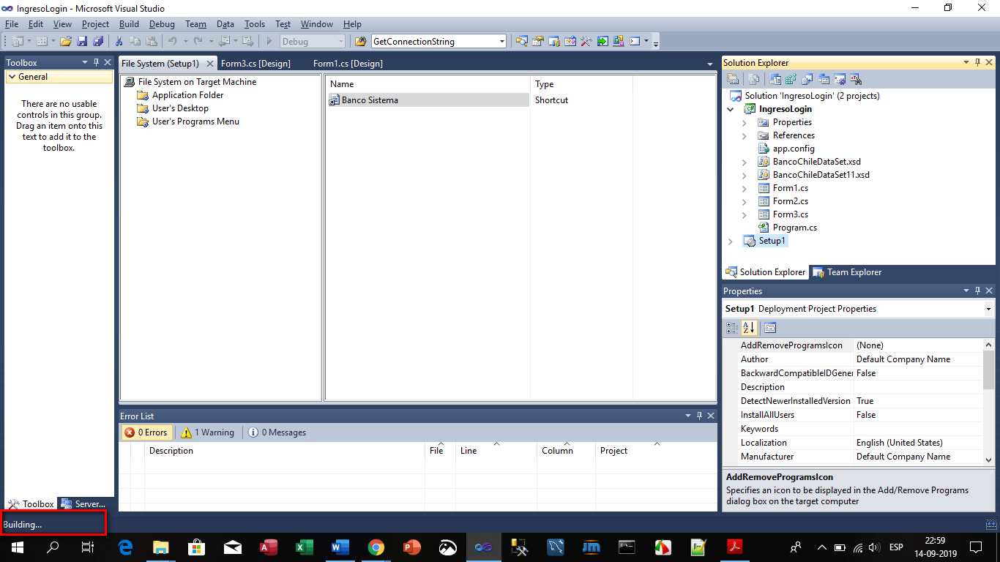 IngresoLogin - Microsoft Visual Studio
File Edit View Project Build Debug Team Data Tools Test Window Help
Debug GetConnectionString
Toolbox
General
There are no usable
controls in this group.
Drag an item onto this
text to add it to the
toolbox.
Toolbox Server...
File System (Setup1) Form3.cs [Design] Form1.cs [Design]
File System on Target Machine
Application Folder
User's Desktop
User's Programs Menu
Name Type
Banco Sistema Shortcut
Error List
0 Errors 1 Warning 0 Messages
Description File Line Column Project
Solution Explorer
Solution 'IngresoLogin' (2 projects)
IngresoLogin
Properties
References
app.config
BancoChileDataSet.xsd
BancoChileDataSet11.xsd
Form1.cs
Form2.cs
Form3.cs
Program.cs
Setup1
Solution Explorer Team Explorer
Properties
Setup1 Deployment Project Properties
AddRemoveProgramsIcon (None)
Author Default Company Name
BackwardCompatibleIDGener False
Description
DetectNewerInstalledVersion True
InstallAllUsers False
Keywords
Localization English (United States)
Manufacturer Default Company Name
AddRemoveProgramsIcon
Specifies an icon to be displayed in the Add/Remove Programs
dialog box on the target computer
Building...
ESP
22:59
14-09-2019